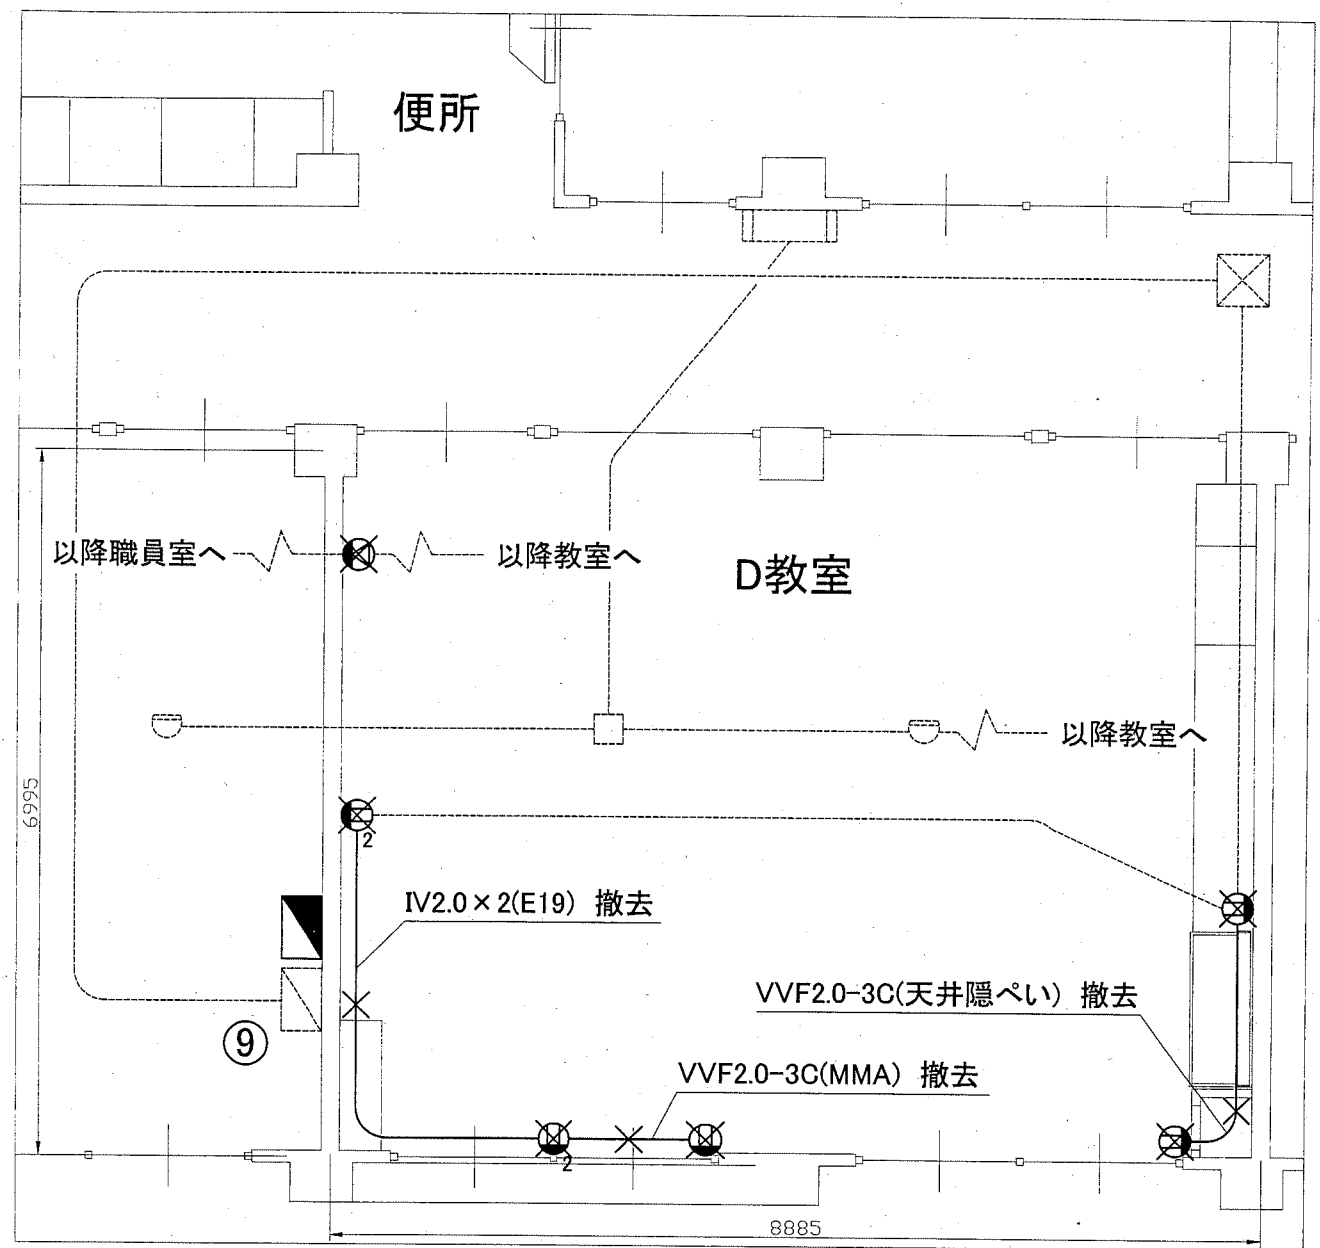 便所
以降職員室へ
以降教室へ
D教室
以降教室へ
6995
2
IV2.0×2(E19) 撤去
VVF2.0-3C(天井隠ぺい) 撤去
⑨
VVF2.0-3C(MMA) 撤去
2
8885